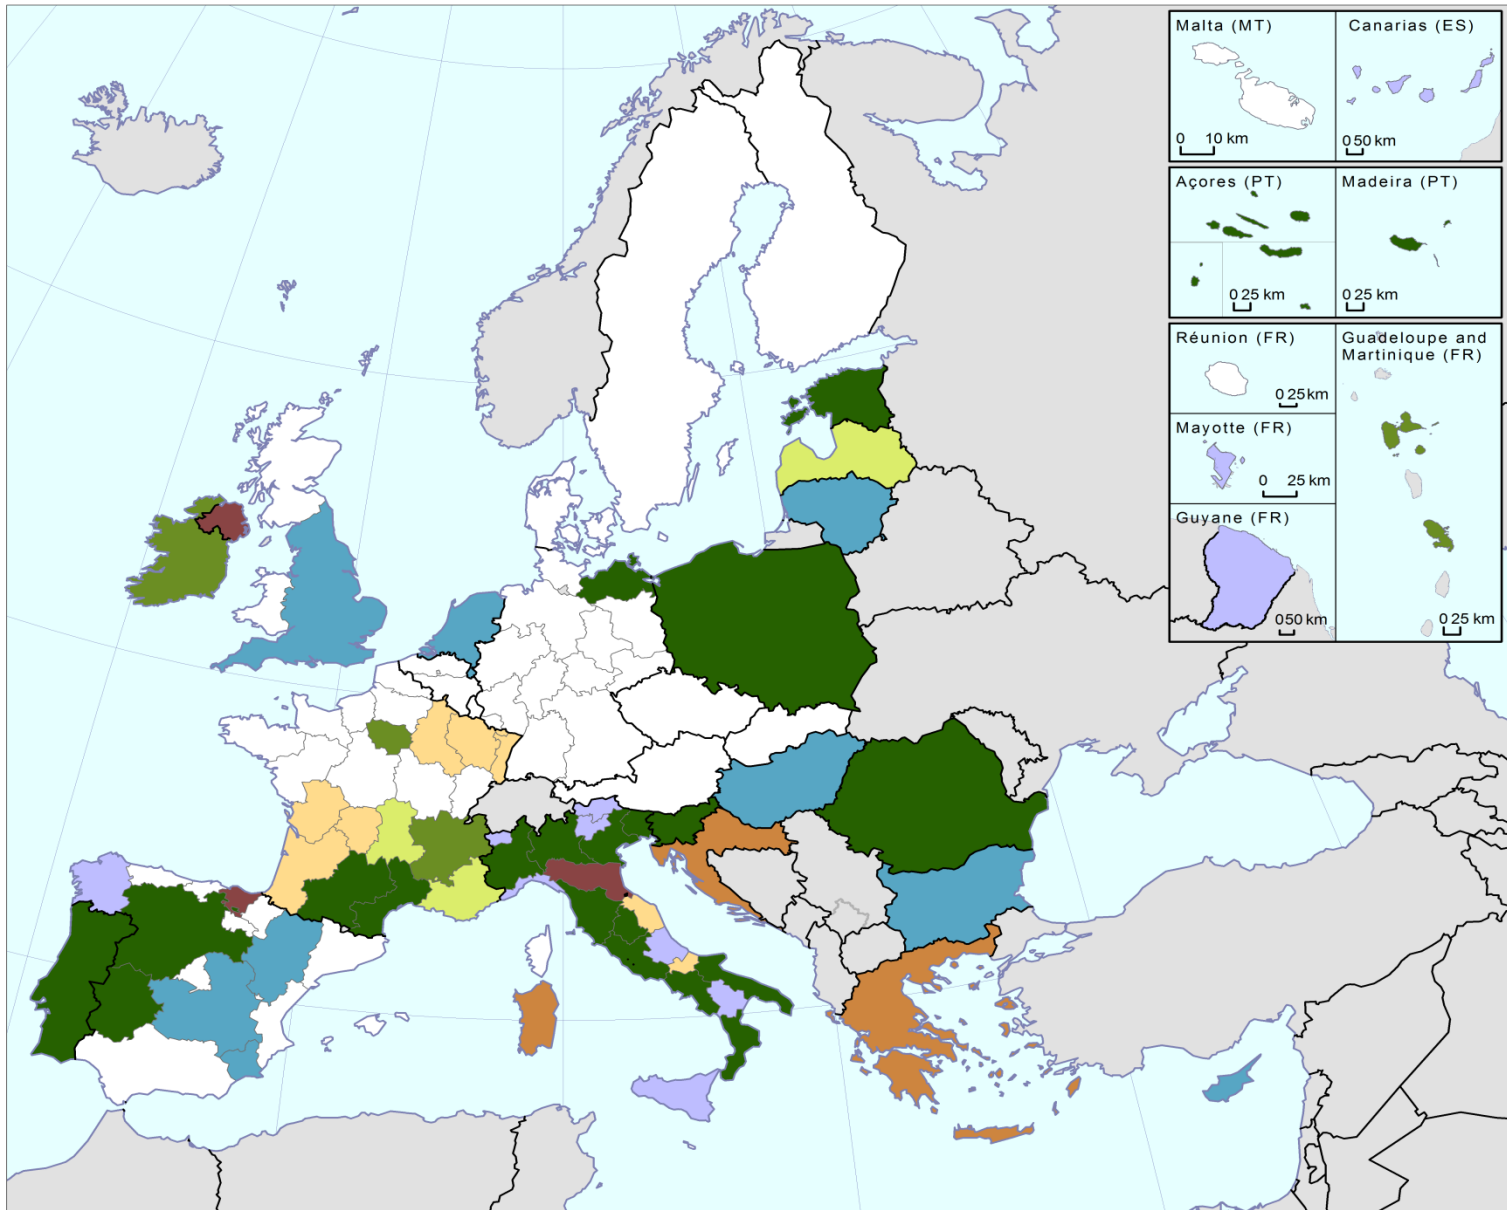 Malta (MT)
Canarias (ES)
0 10 km
0 50 km
Açores (PT)
Madeira (PT)
0 25 km
0 25 km
Réunion (FR)
Guadeloupe and
Martinique (FR)
0 25 km
Mayotte (FR)
0 25 km
Guyane (FR)
0 50 km
0 25 km